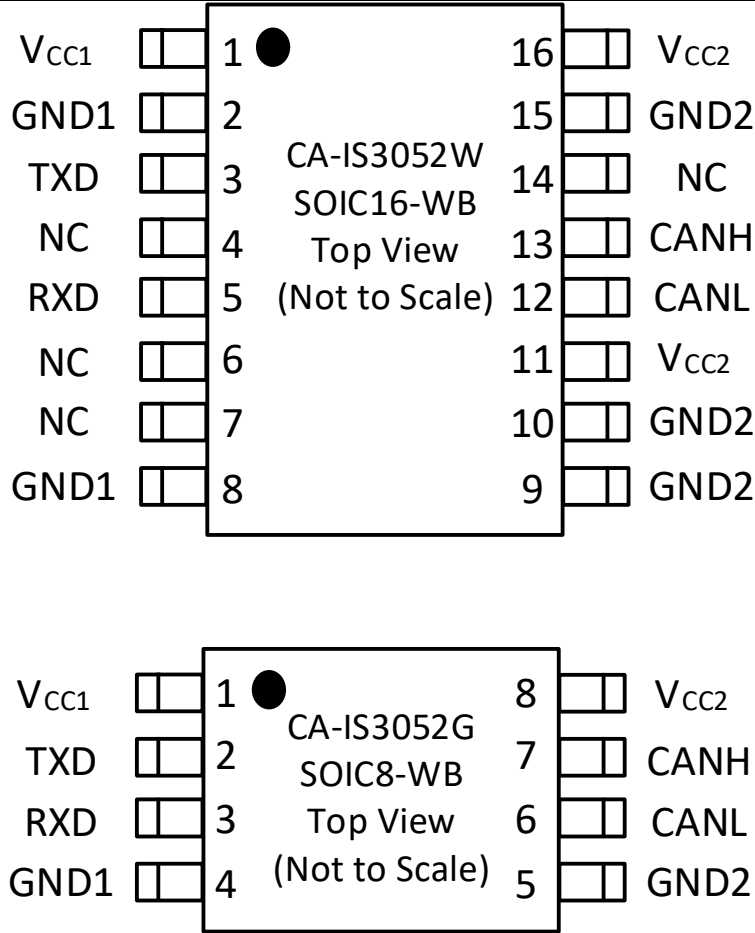 VCC1 1 16 VCC2
GND1 2 15 GND2
TXD 3 CA-IS3052W 14 NC
SOIC16-WB
NC 4 Top View 13 CANH
RXD 5 (Not to Scale) 12 CANL
NC 6 11 VCC2
NC 7 10 GND2
GND1 8 9 GND2
VCC1 1 8 VCC2
CA-IS3052G
TXD 2 7 CANH
SOIC8-WB
RXD 3 Top View 6 CANL
GND1 4 (Not to Scale) 5 GND2